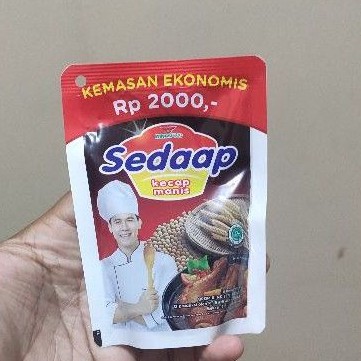 KEMASAN EKONOMIS
Rp 2000,-
Sedaap
kecap
manis